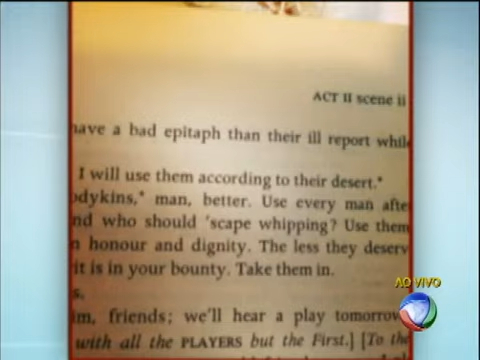 ACT II scene ii
have a bad epitaph than their ill report while
I will use them according to their desert.*
odykins,* man, better. Use every man after
nd who should 'scape whipping? Use them
n honour and dignity. The less they deserv
rit is in your bounty. Take them in.
s.
im, friends; we'll hear a play tomorrow
with all the PLAYERS but the First.] [To the
AO VIVO